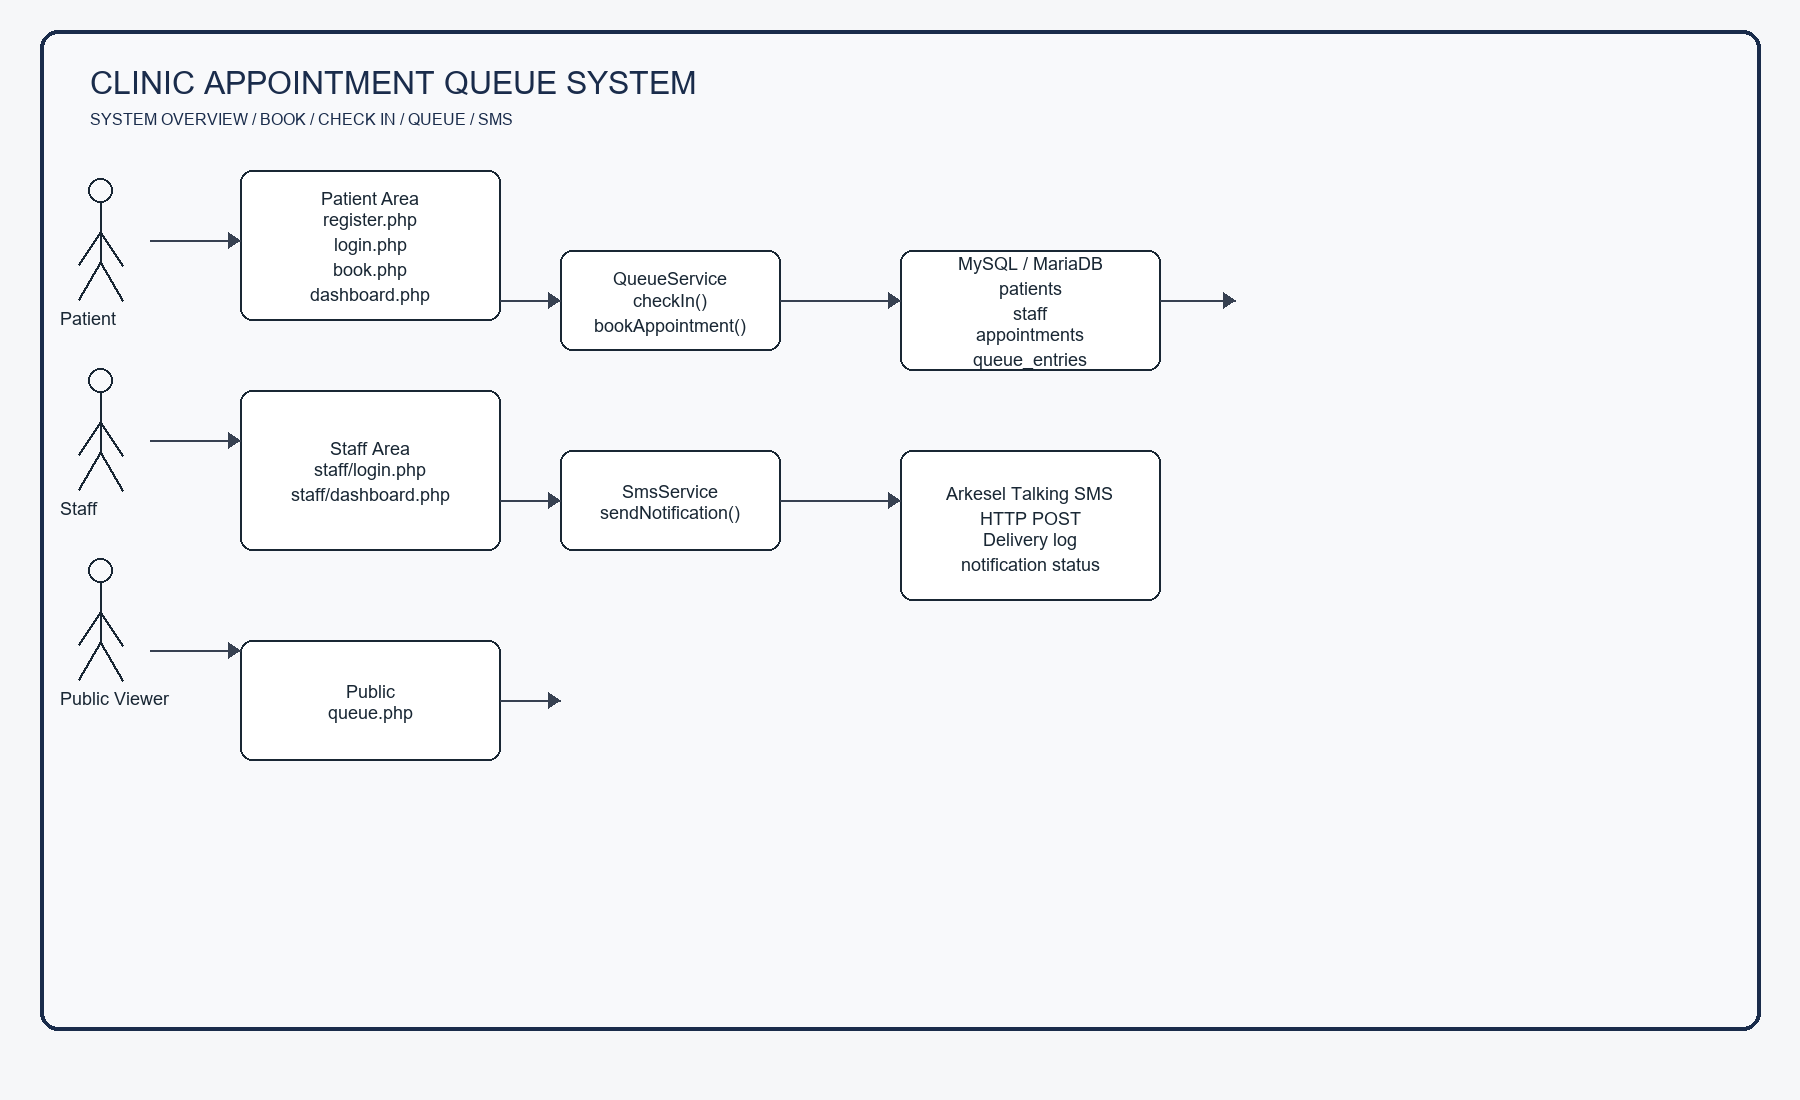 CLINIC APPOINTMENT QUEUE SYSTEM
SYSTEM OVERVIEW / BOOK / CHECK IN / QUEUE / SMS
Patient
Patient Area
register.php
login.php
book.php
dashboard.php
QueueService
checkIn()
bookAppointment()
MySQL / MariaDB
patients
staff
appointments
queue_entries
Staff
Staff Area
staff/login.php
staff/dashboard.php
SmsService
sendNotification()
Arkesel Talking SMS
HTTP POST
Delivery log
notification status
Public Viewer
Public
queue.php